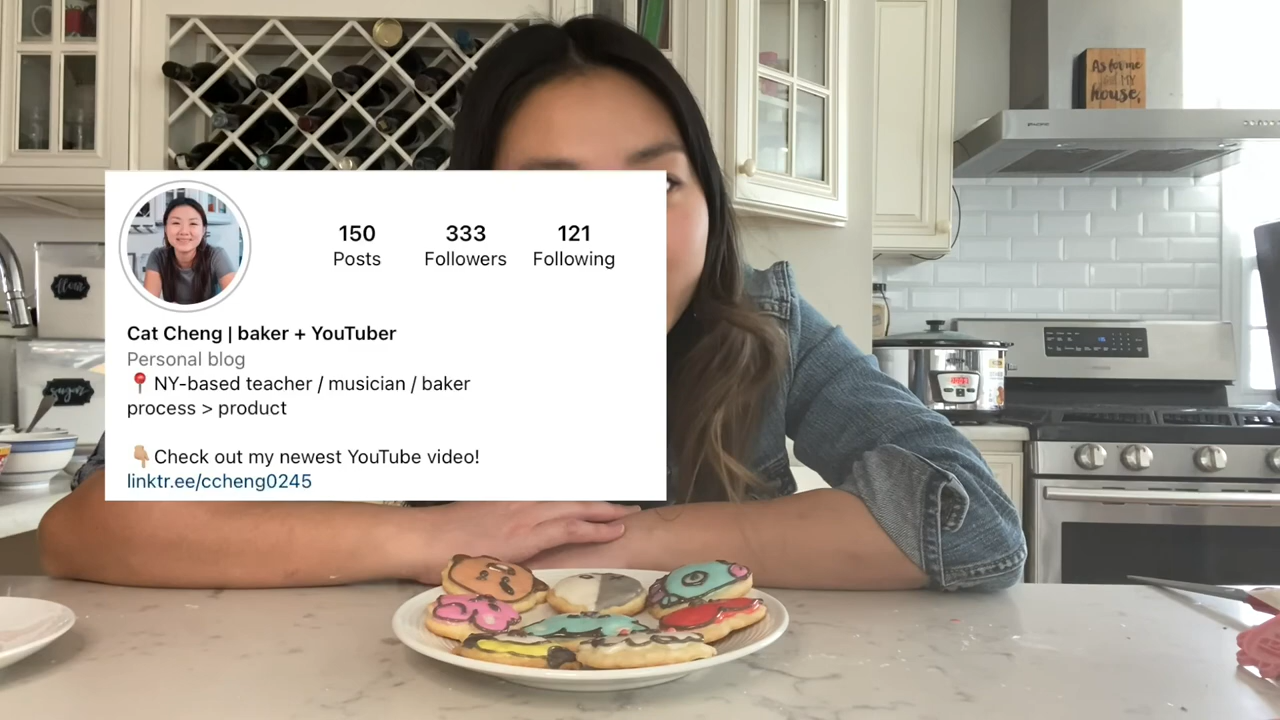 As for me
and MY
house,
150 333 121
Posts Followers Following
Cat Cheng | baker + YouTuber
Personal blog
📍 NY-based teacher / musician / baker
process > product
👇🏼Check out my newest YouTube video!
linktr.ee/ccheng0245
flour
sugar